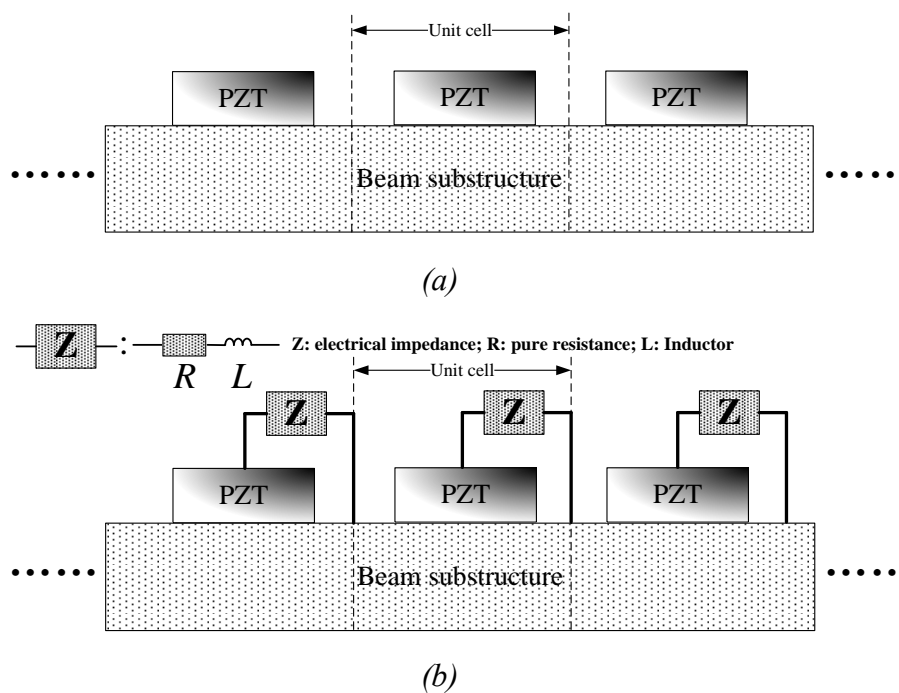 Unit cell
PZT PZT PZT
Beam substructure
(a)
Z : R L Z: electrical impedance; R: pure resistance; L: Inductor
Unit cell
Z Z Z
PZT PZT PZT
Beam substructure
(b)